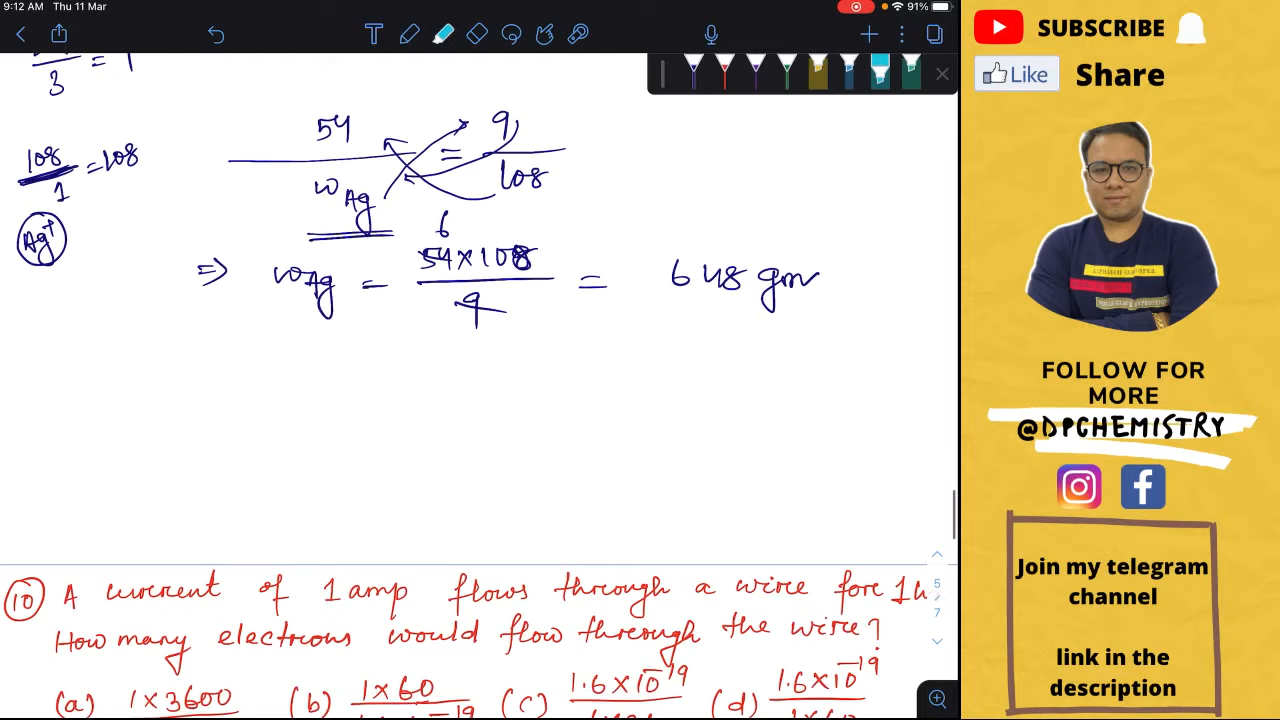 9:12 AM Thu 11 Mar
91%
3 = 1
108
1 = 108
Ag+
54
wAg = 9
108
6
⇒ wAg = 54×108
9 = 648 gm
5
7
10 A current of 1 amp flows through a wire fore 1
How many electrons would flow through the wire?
(a) 1×3600 (b) 1×60 (c) 1.6×10-19 (d) 1.6×10-19
SUBSCRIBE
Like Share
FOLLOW FOR
MORE
@DPCHEMISTRY
Join my telegram
channel
link in the
description